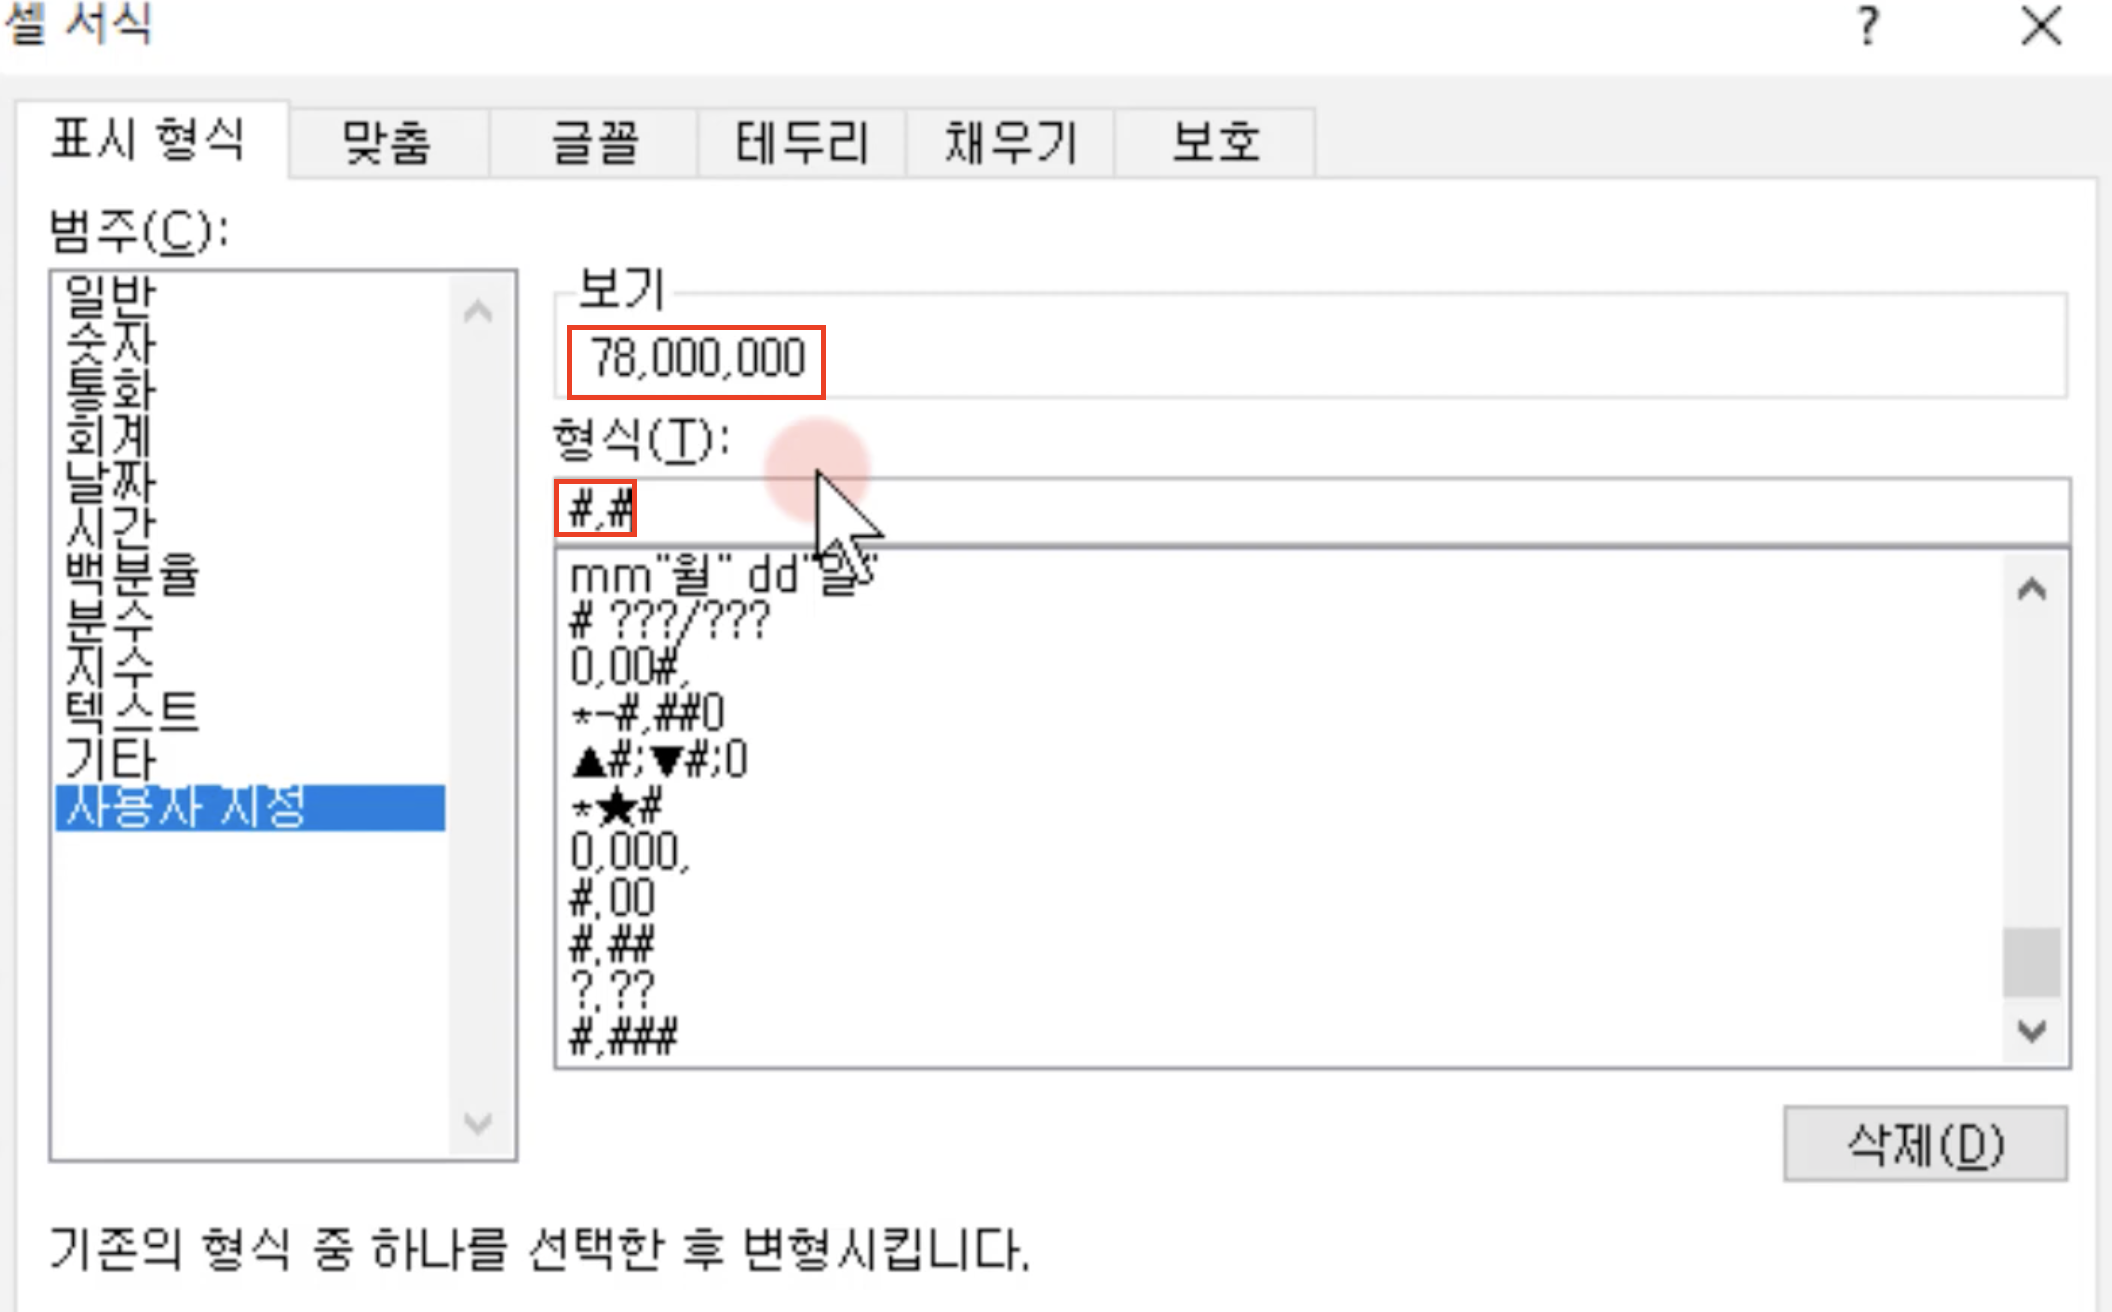 셀 서식
?
표시 형식 맞춤 글꼴 테두리 채우기 보호
범주(C):
일반
숫자
통화
회계
날짜
시간
백분율
분수
지수
텍스트
기타
사용자 지정
보기
78,000,000
형식(T):
#,#
mm"월" dd"일"
# ???/???
0,00#,
*-#,##0
▲#;▼#;0
*★#
0,000,
#,00
#,##
?,??
#,###
삭제(D)
기존의 형식 중 하나를 선택한 후 변형시킵니다.